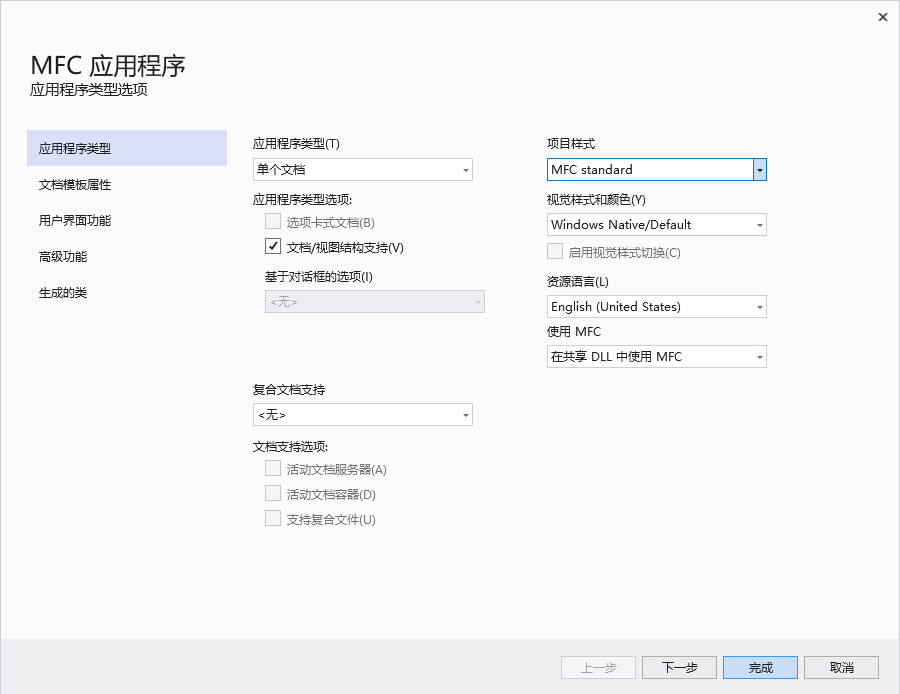 MFC 应用程序
应用程序类型选项
应用程序类型
文档模板属性
用户界面功能
高级功能
生成的类
应用程序类型(T)
单个文档
应用程序类型选项:
选项卡式文档(B)
文档/视图结构支持(V)
基于对话框的选项(I)
<无>
复合文档支持
<无>
文档支持选项:
活动文档服务器(A)
活动文档容器(D)
支持复合文件(U)
项目样式
MFC standard
视觉样式和颜色(Y)
Windows Native/Default
启用视觉样式切换(C)
资源语言(L)
English (United States)
使用 MFC
在共享 DLL 中使用 MFC
上一步
下一步
完成
取消